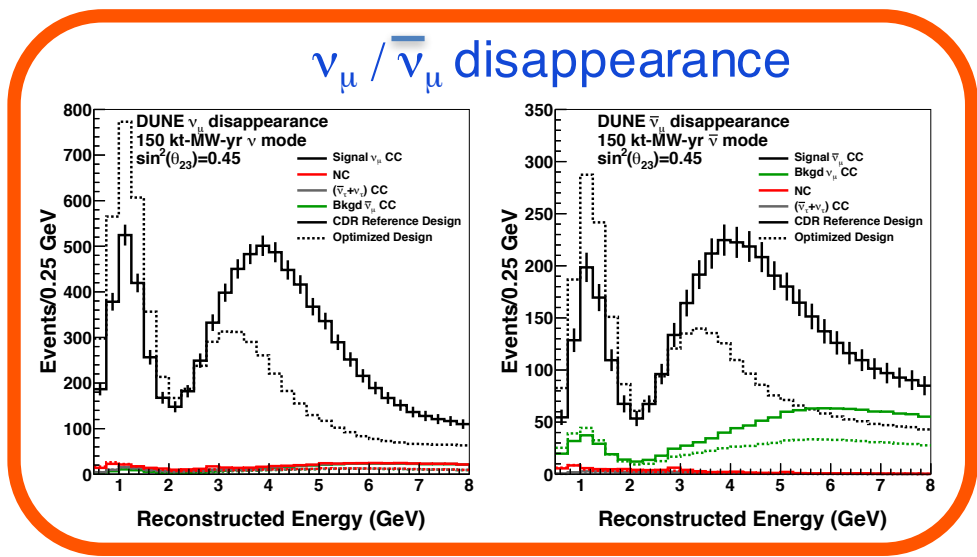 νμ / ν̅μ disappearance
DUNE νμ disappearance
150 kt-MW-yr ν mode
sin²(θ23)=0.45
Signal νμ CC
NC
(ν̅τ+ντ) CC
Bkgd ν̅μ CC
CDR Reference Design
Optimized Design
Events/0.25 GeV
800
700
600
500
400
300
200
100
0
1 2 3 4 5 6 7 8
Reconstructed Energy (GeV)
DUNE ν̅μ disappearance
150 kt-MW-yr ν̅ mode
sin²(θ23)=0.45
Signal ν̅μ CC
Bkgd νμ CC
NC
(ν̅τ+ντ) CC
CDR Reference Design
Optimized Design
Events/0.25 GeV
350
300
250
200
150
100
50
0
1 2 3 4 5 6 7 8
Reconstructed Energy (GeV)